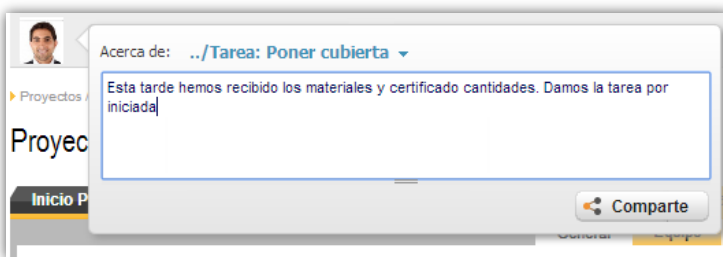 Acerca de: ../Tarea: Poner cubierta
Esta tarde hemos recibido los materiales y certificado cantidades. Damos la tarea por
iniciada
Proyectos /
Proyec
Inicio P
Comparte
General
Equipo